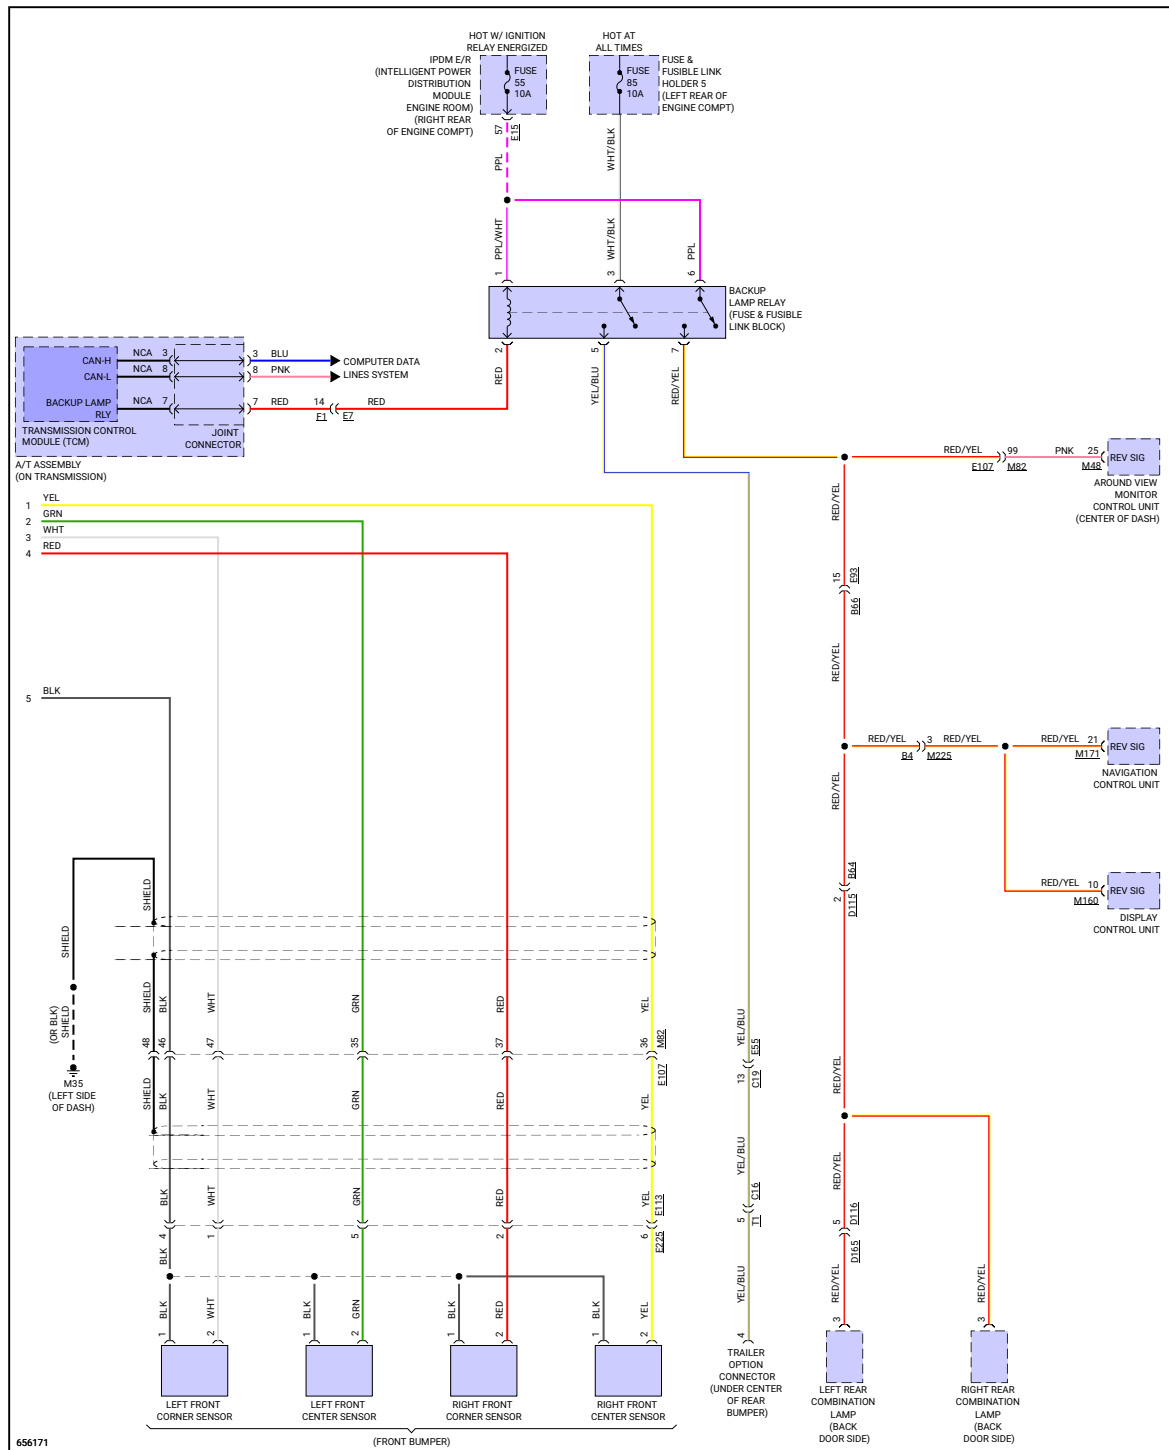 HOT W/ IGNITION
RELAY ENERGIZED
HOT AT
ALL TIMES
IPDM E/R
(INTELLIGENT POWER
DISTRIBUTION
MODULE
ENGINE ROOM)
(RIGHT REAR
OF ENGINE COMPT)
FUSE
55
10A
FUSE
85
10A
FUSE &
FUSIBLE LINK
HOLDER 5
(LEFT REAR OF
ENGINE COMPT)
57
E15
PPL
WHT/BLK
PPL/WHT
WHT/BLK
PPL
1
3
6
BACKUP
LAMP RELAY
(FUSE & FUSIBLE
LINK BLOCK)
2
5
7
RED
YEL/BLU
RED/YEL
CAN-H
NCA
3
3
BLU
COMPUTER DATA
LINES SYSTEM
CAN-L
NCA
8
8
PNK
BACKUP LAMP
RLY
NCA
7
7
RED
14
F1
E7
RED
TRANSMISSION CONTROL
MODULE (TCM)
JOINT
CONNECTOR
A/T ASSEMBLY
(ON TRANSMISSION)
RED/YEL
99
E107
M82
PNK
25
M48
REV SIG
AROUND VIEW
MONITOR
CONTROL UNIT
(CENTER OF DASH)
1
YEL
2
GRN
3
WHT
4
RED
5
BLK
RED/YEL
15
E93
B66
RED/YEL
RED/YEL
3
B4
M225
RED/YEL
RED/YEL
21
M171
REV SIG
NAVIGATION
CONTROL UNIT
RED/YEL
B64
2
D115
RED/YEL
10
M160
REV SIG
DISPLAY
CONTROL UNIT
SHIELD
SHIELD
(OR BLK)
SHIELD
M35
(LEFT SIDE
OF DASH)
SHIELD
BLK
WHT
GRN
RED
YEL
48
46
47
35
37
36
M82
E107
SHIELD
BLK
WHT
GRN
RED
YEL
YEL/BLU
E55
13
C19
RED/YEL
BLK
WHT
GRN
RED
YEL
E113
4
1
5
2
6
E225
BLK
YEL/BLU
C16
5
T1
RED/YEL
5
D116
D165
BLK
WHT
BLK
GRN
BLK
RED
BLK
YEL
YEL/BLU
RED/YEL
RED/YEL
1
2
1
2
1
2
1
2
4
3
3
LEFT FRONT
CORNER SENSOR
LEFT FRONT
CENTER SENSOR
RIGHT FRONT
CORNER SENSOR
RIGHT FRONT
CENTER SENSOR
(FRONT BUMPER)
TRAILER
OPTION
CONNECTOR
(UNDER CENTER
OF REAR
BUMPER)
LEFT REAR
COMBINATION
LAMP
(BACK
DOOR SIDE)
RIGHT REAR
COMBINATION
LAMP
(BACK
DOOR SIDE)
656171